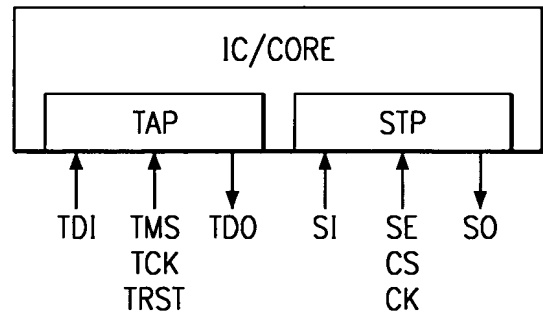 IC/CORE
TAP STP
TDI TMS TDO SI SE SO
TCK CS
TRST CK